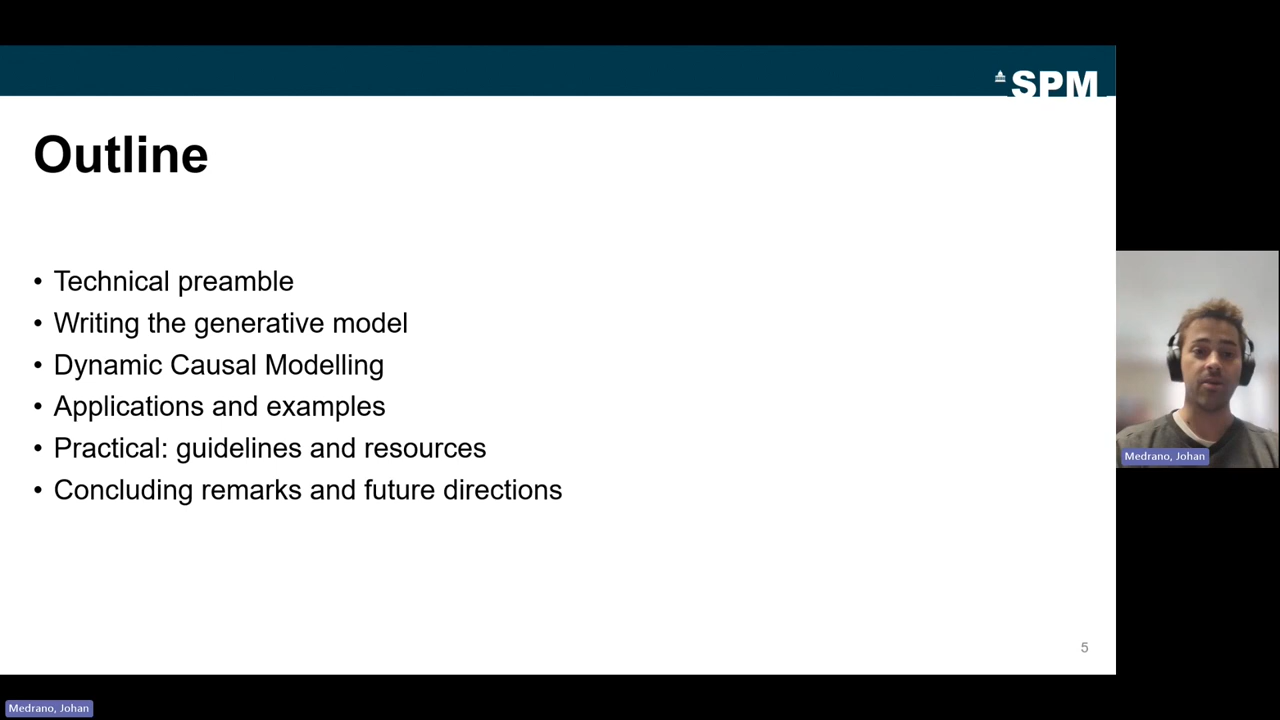 SPM
Outline
• Technical preamble
• Writing the generative model
• Dynamic Causal Modelling
• Applications and examples
• Practical: guidelines and resources
• Concluding remarks and future directions
5
Medrano, Johan
Medrano, Johan